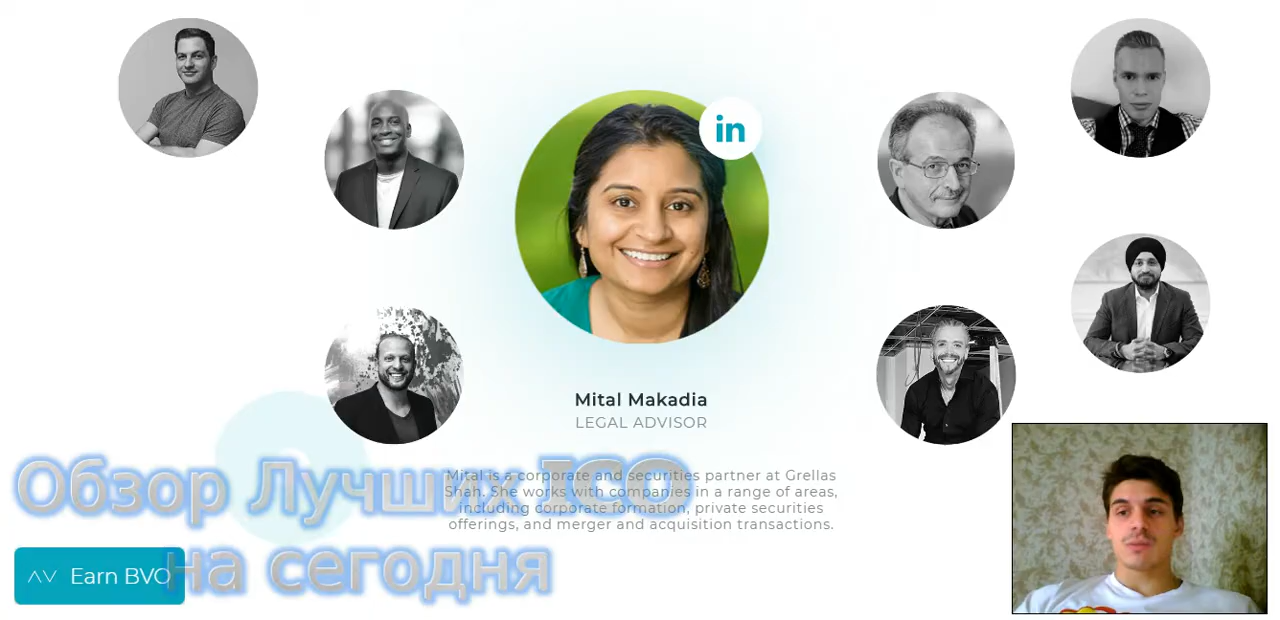 in
Mital Makadia
LEGAL ADVISOR
Mital is a corporate and securities partner at Grellas
Shah. She works with companies in a range of areas,
including corporate formation, private securities
offerings, and merger and acquisition transactions.
Обзор Лучших ICO
на сегодня
Earn BVO